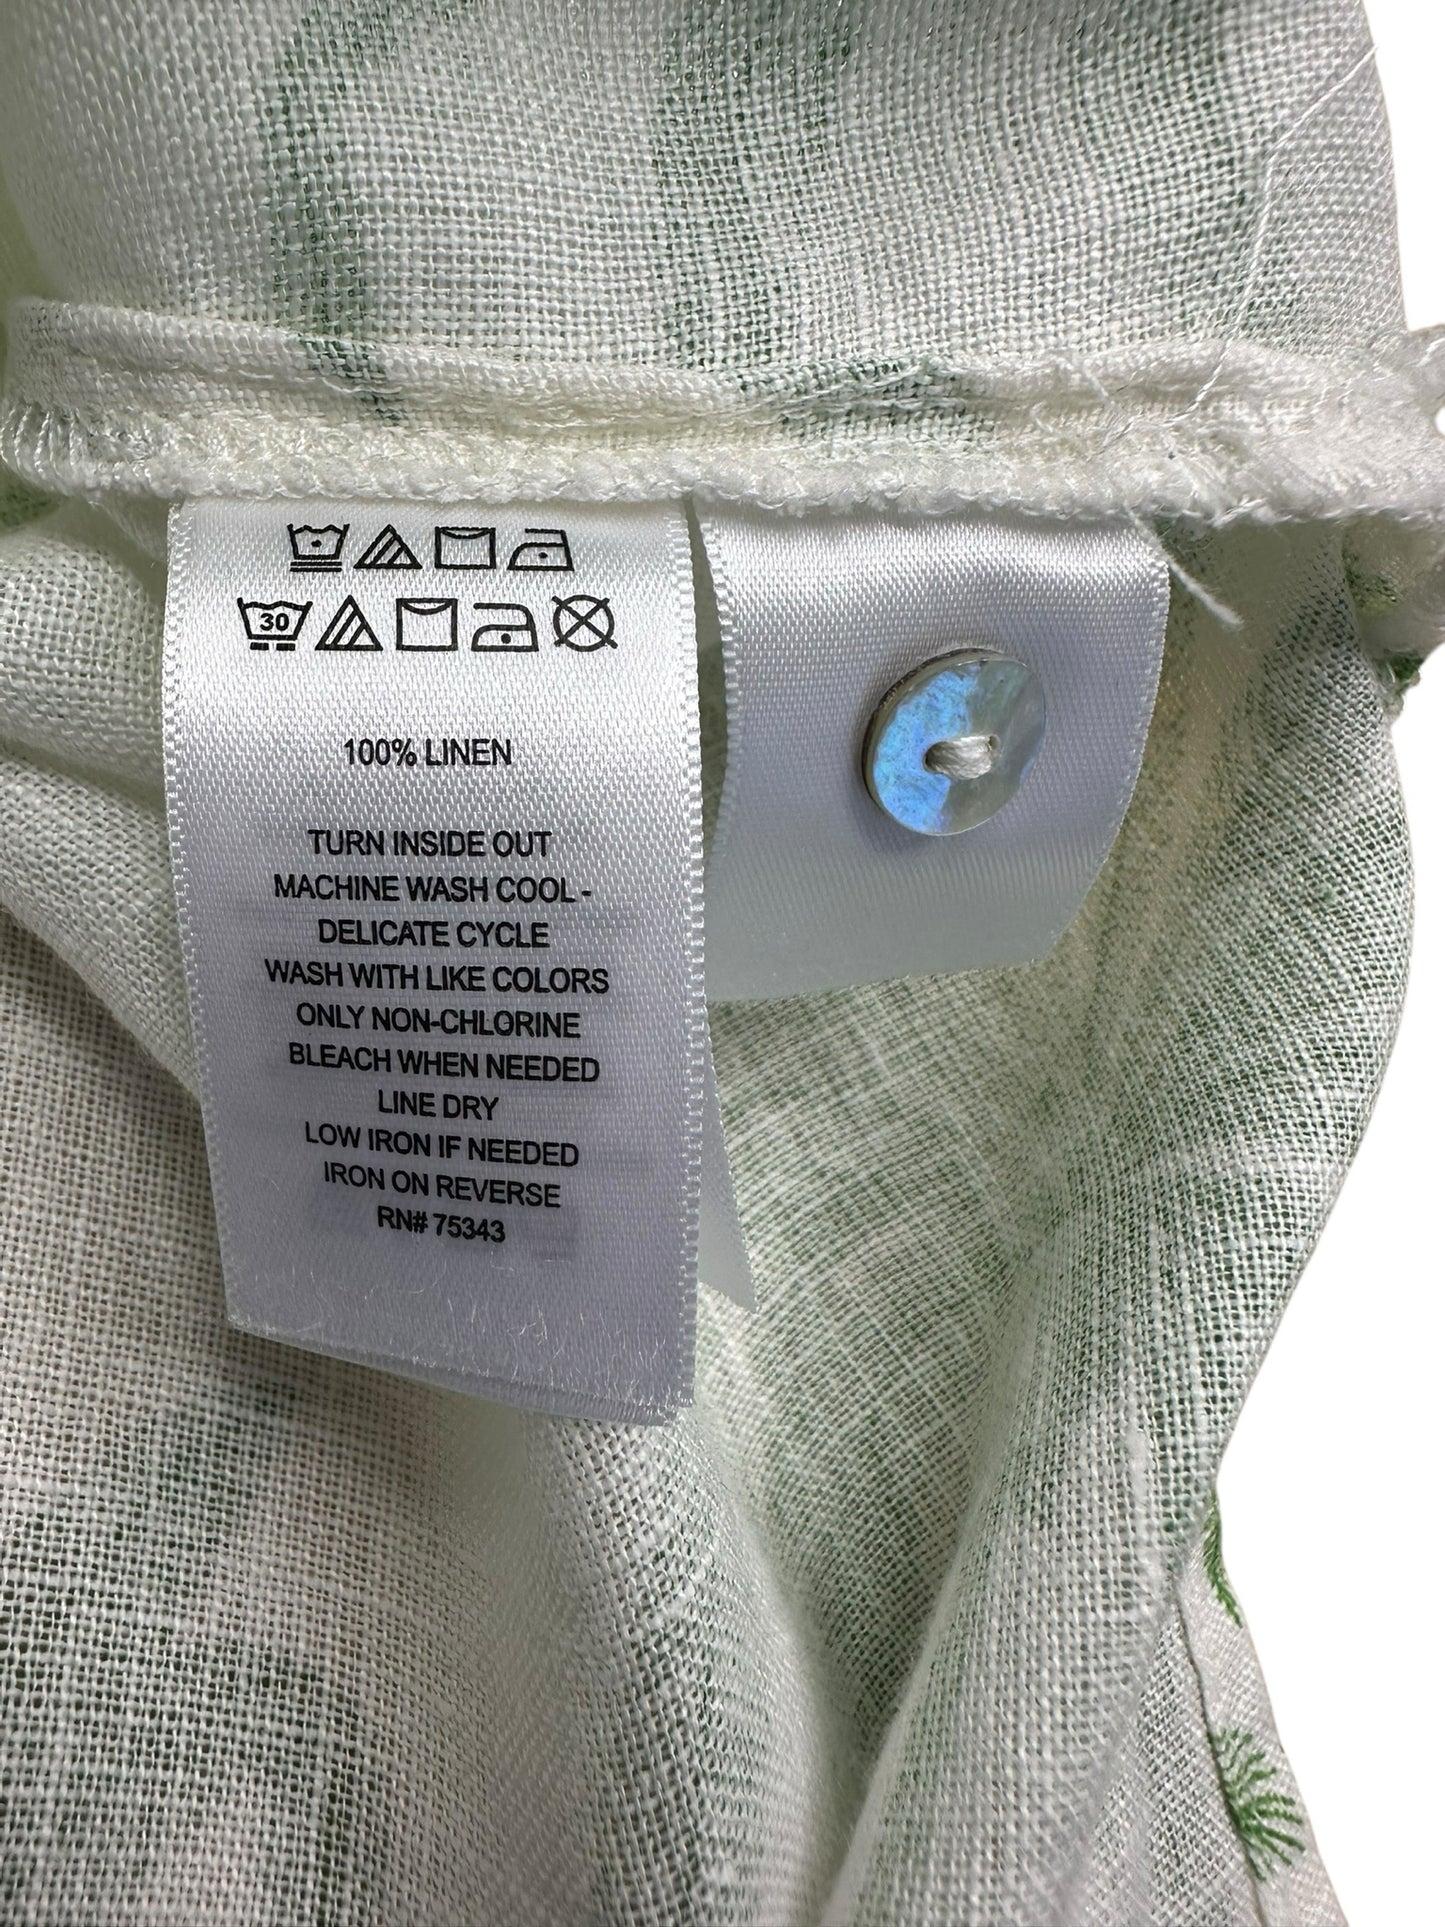 30
100% LINEN
TURN INSIDE OUT
MACHINE WASH COOL -
DELICATE CYCLE
WASH WITH LIKE COLORS
ONLY NON-CHLORINE
BLEACH WHEN NEEDED
LINE DRY
LOW IRON IF NEEDED
IRON ON REVERSE
RN# 75343